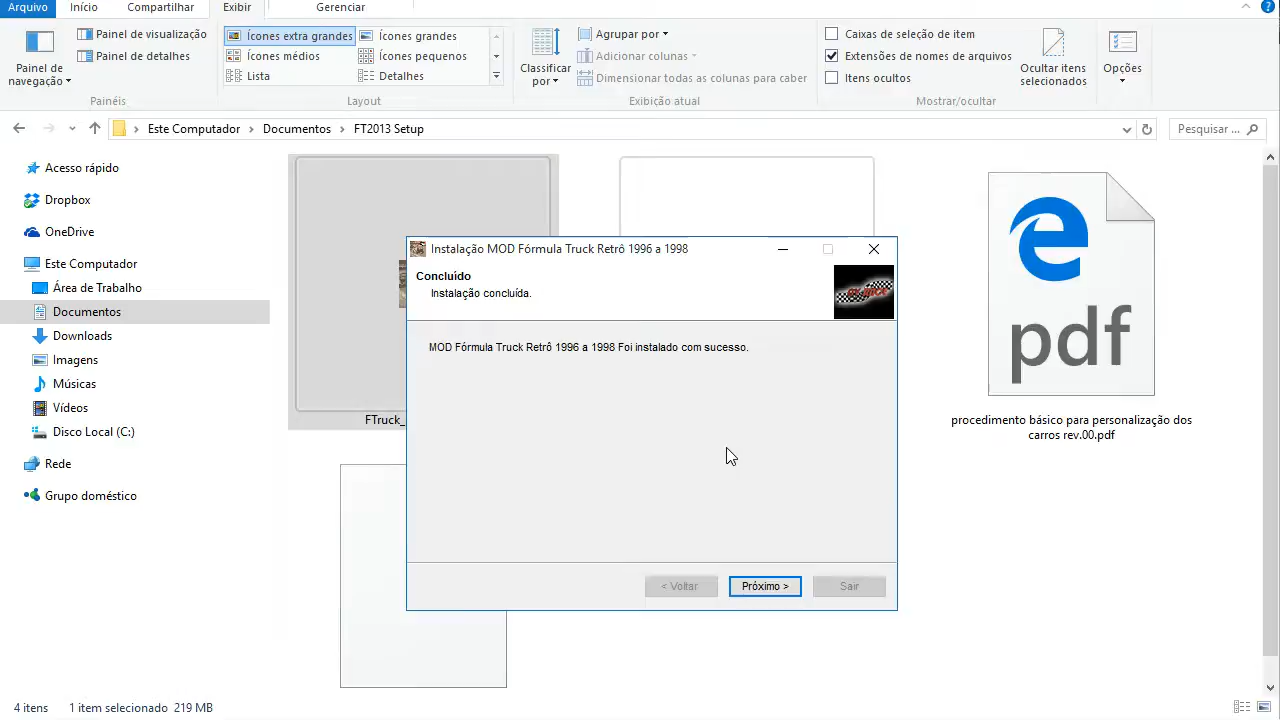 Arquivo Início Compartilhar Exibir Gerenciar
Painel de navegação
Painel de visualização
Painel de detalhes
Painéis
Ícones extra grandes Ícones grandes
Ícones médios Ícones pequenos
Lista Detalhes
Layout
Classificar por
Agrupar por
Adicionar colunas
Dimensionar todas as colunas para caber
Exibição atual
Caixas de seleção de item
Extensões de nomes de arquivos
Itens ocultos
Ocultar itens selecionados
Mostrar/ocultar
Opções
Este Computador Documentos FT2013 Setup
Pesquisar ...
Acesso rápido
Dropbox
OneDrive
Este Computador
Área de Trabalho
Documentos
Downloads
Imagens
Músicas
Vídeos
Disco Local (C:)
Rede
Grupo doméstico
FTruck_
Instalação MOD Fórmula Truck Retrô 1996 a 1998
Concluído
Instalação concluída.
MOD Fórmula Truck Retrô 1996 a 1998 Foi instalado com sucesso.
< Voltar Próximo > Sair
pdf
procedimento básico para personalização dos
carros rev.00.pdf
4 itens 1 item selecionado 219 MB